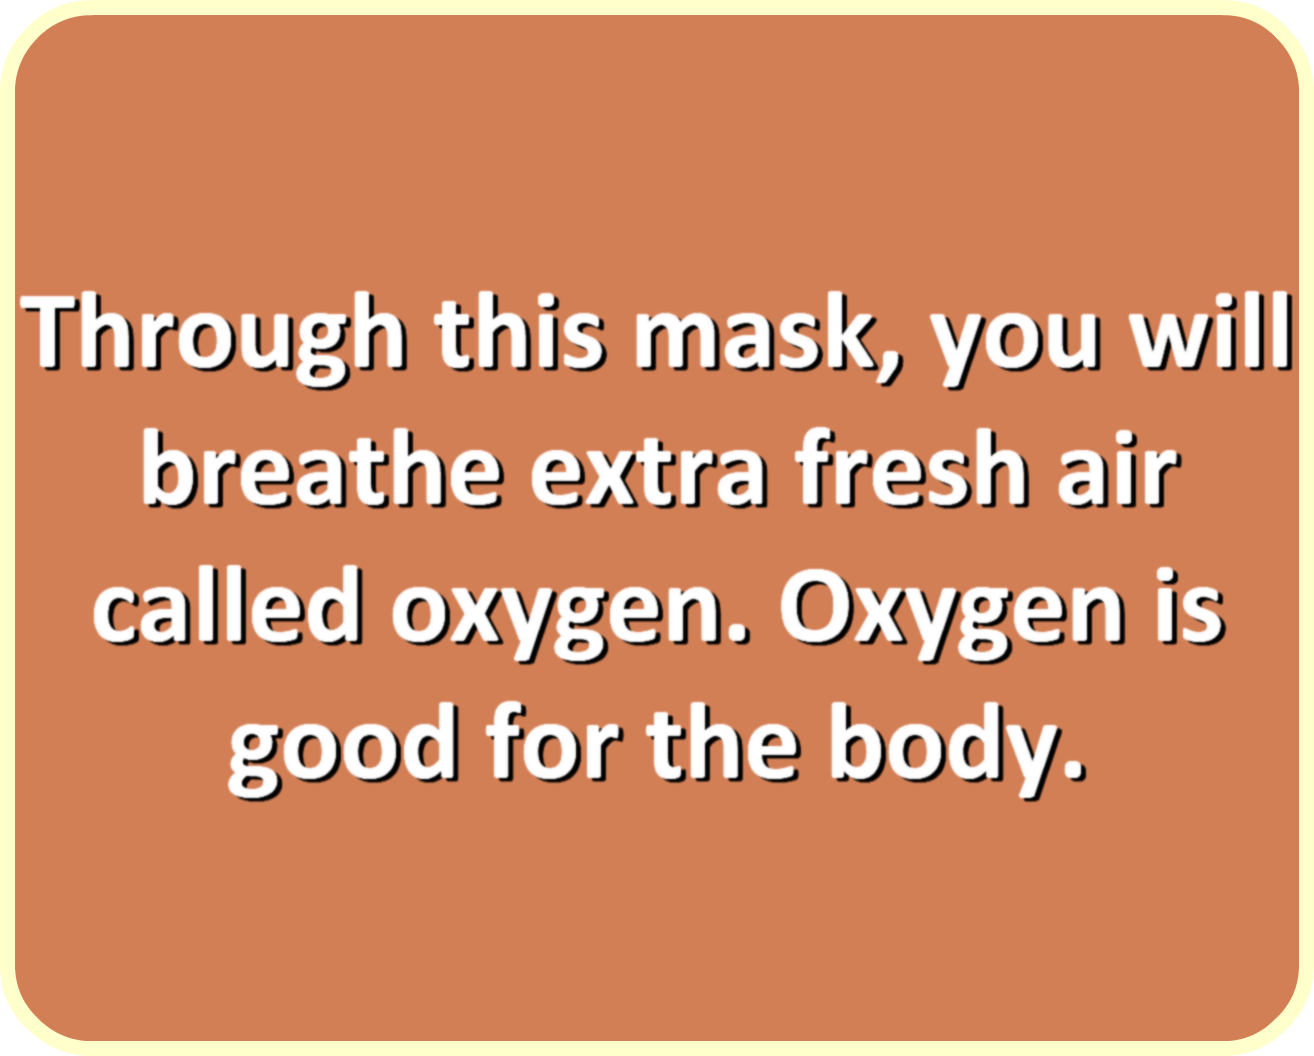 Through this mask, you will
breathe extra fresh air
called oxygen. Oxygen is
good for the body.